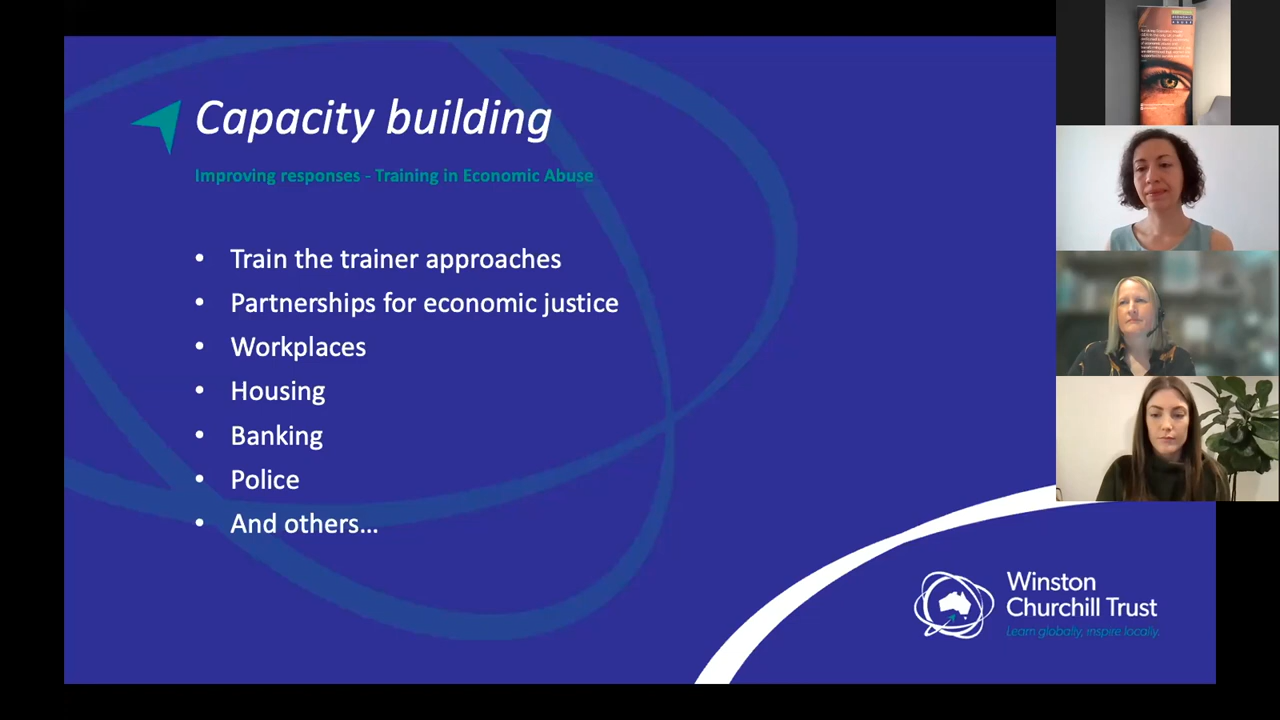 Capacity building
Improving responses - Training in Economic Abuse
• Train the trainer approaches
• Partnerships for economic justice
• Workplaces
• Housing
• Banking
• Police
• And others...
Winston
Churchill Trust
Learn globally, inspire locally.